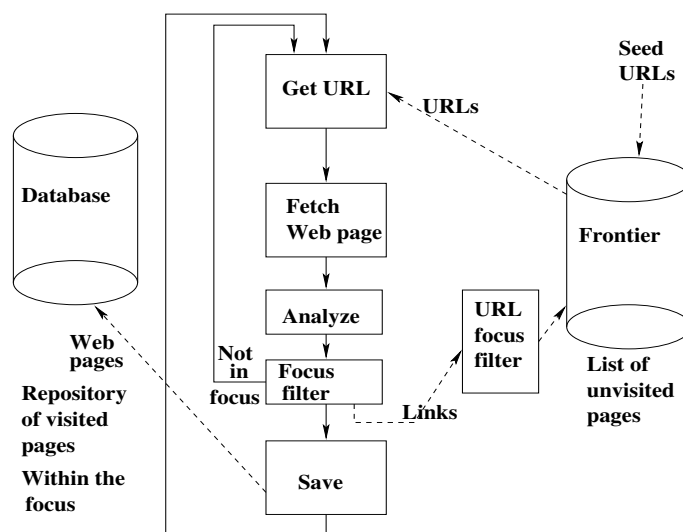 Seed
URLs
Get URL
URLs
Database
Fetch
Web page
Frontier
Analyze
URL
focus
filter
Web
pages
Not
in
focus
Focus
filter
Links
List of
unvisited
pages
Repository
of visited
pages
Within the
focus
Save